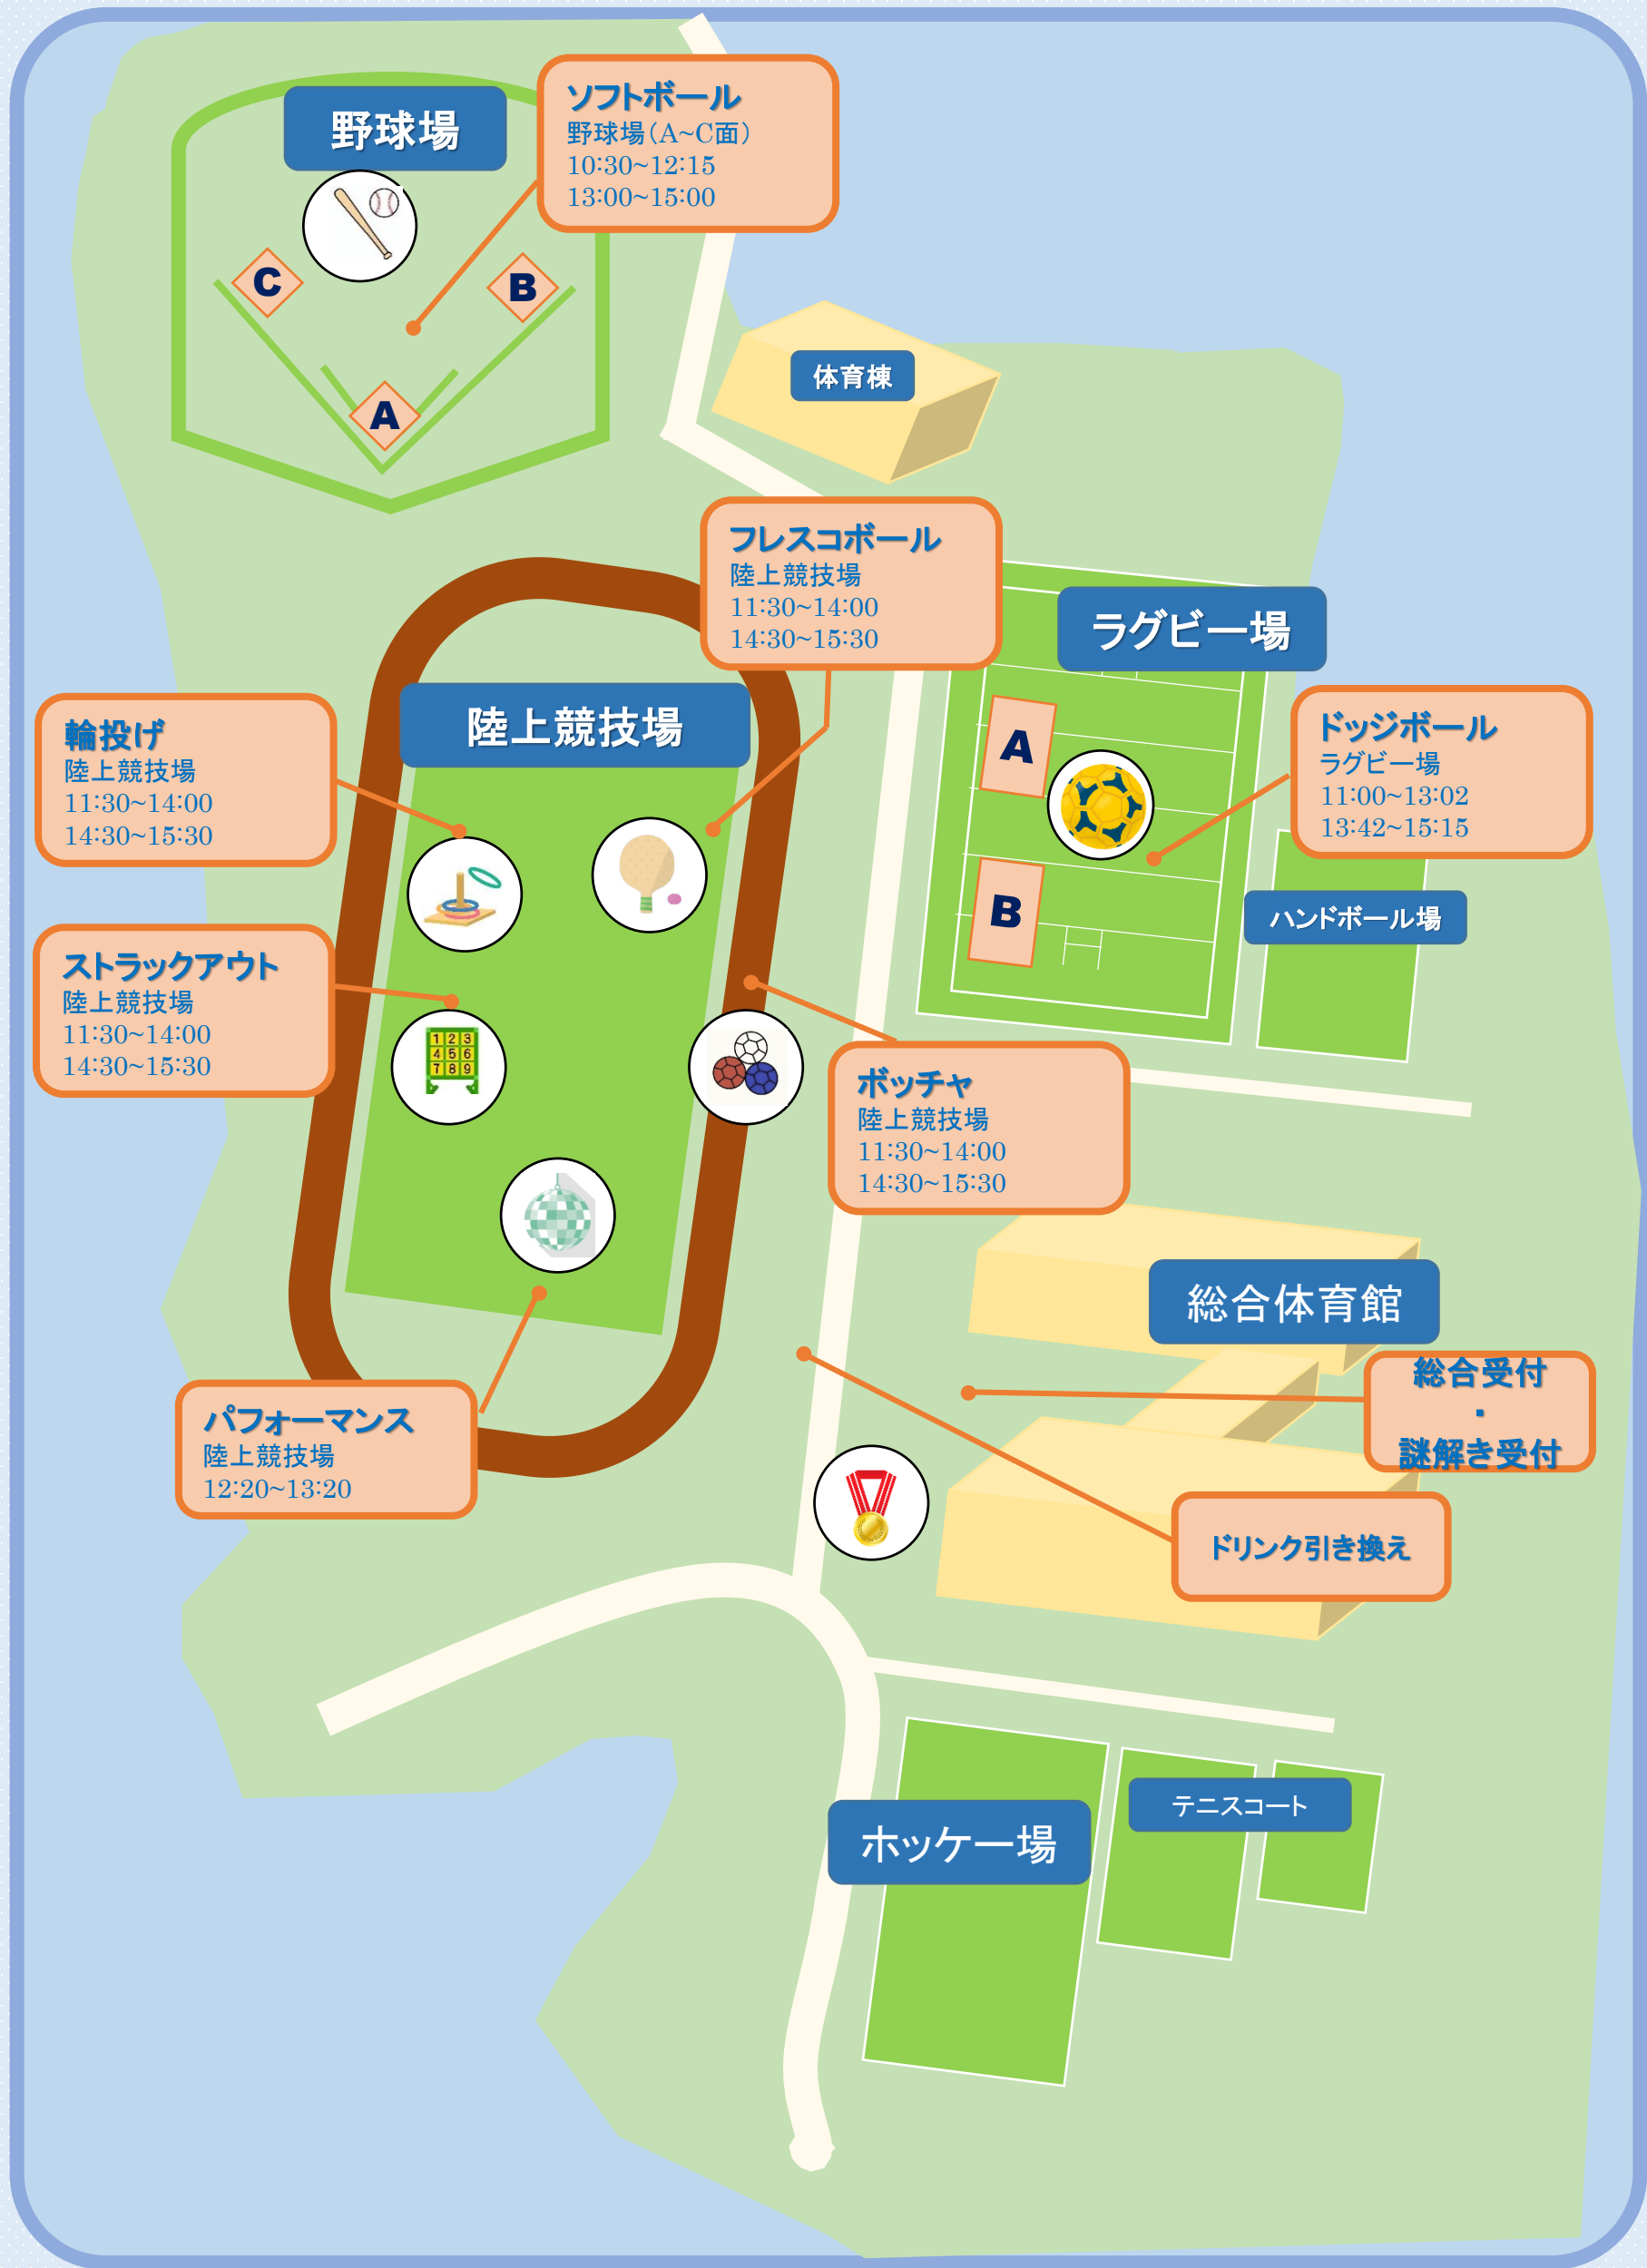 野球場
ソフトボール
野球場（A~C面）
10:30~12:15
13:00~15:00
C
B
A
体育棟
フレスコボール
陸上競技場
11:30~14:00
14:30~15:30
ラグビー場
陸上競技場
輪投げ
陸上競技場
11:30~14:00
14:30~15:30
A
B
ドッジボール
ラグビー場
11:00~13:02
13:42~15:15
ハンドボール場
ストラックアウト
陸上競技場
11:30~14:00
14:30~15:30
1 2 3
4 5 6
7 8 9
ボッチャ
陸上競技場
11:30~14:00
14:30~15:30
総合体育館
総合受付
・
謎解き受付
パフォーマンス
陸上競技場
12:20~13:20
ドリンク引き換え
テニスコート
ホッケー場